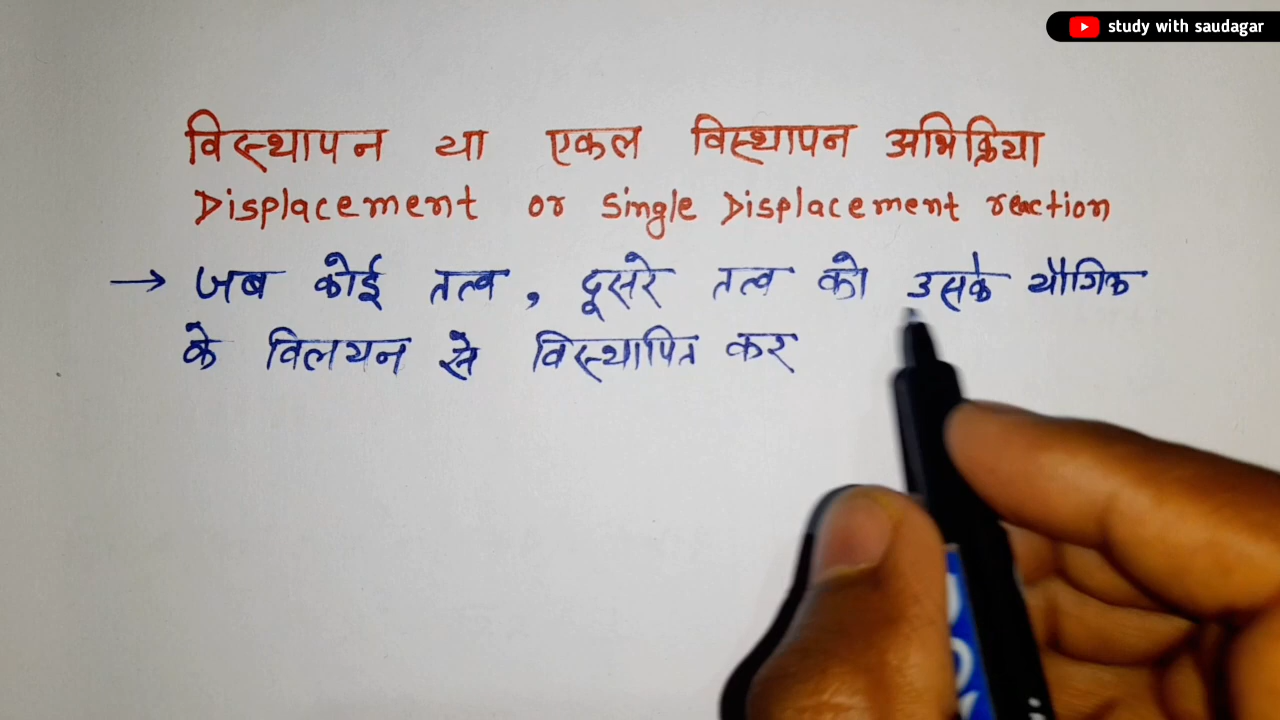 study with saudagar
विस्थापन या एकल विस्थापन अभिक्रिया
Displacement or Single Displacement reaction
→ जब कोई तत्व, दूसरे तत्व को उसके यौगिक
के विलयन से विस्थापित कर